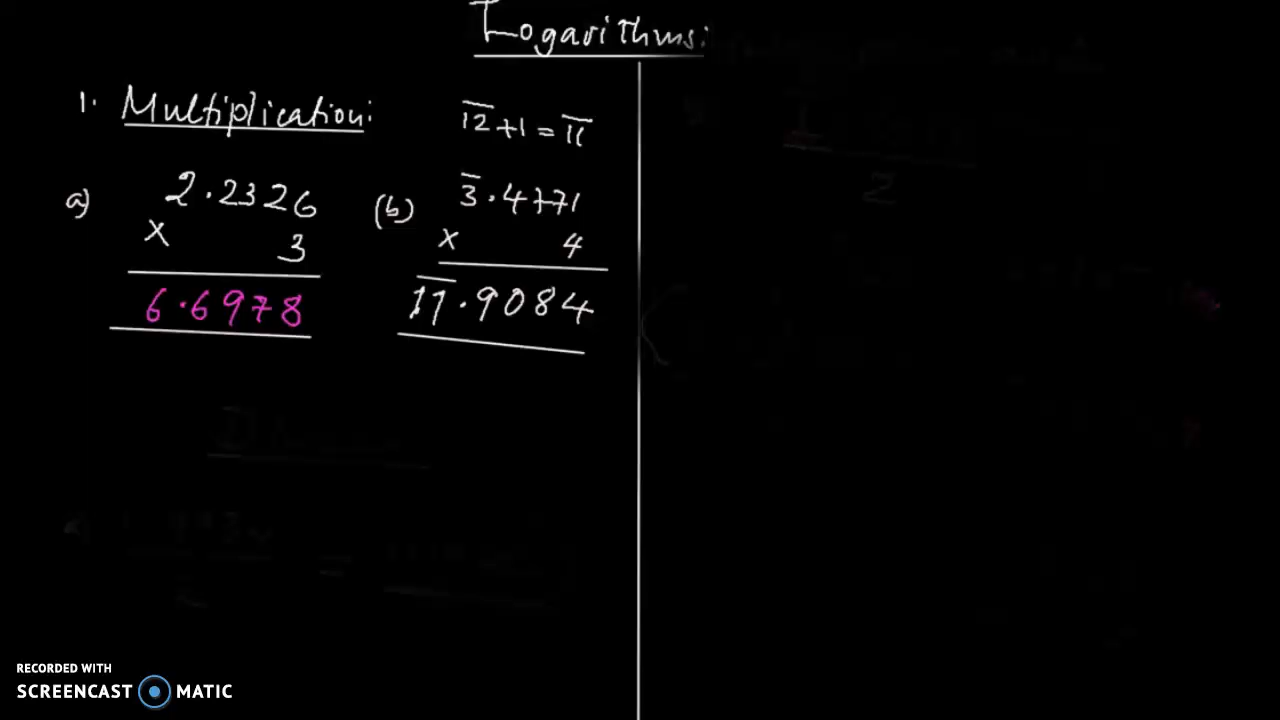 Logarithms:
1. Multiplication:
a) 2.2326
x 3
6.6978
1̅2̅+1=1̅1̅
(b) 3̅.4771
x 4
1̅1̅.9084
2
RECORDED WITH
SCREENCAST MATIC